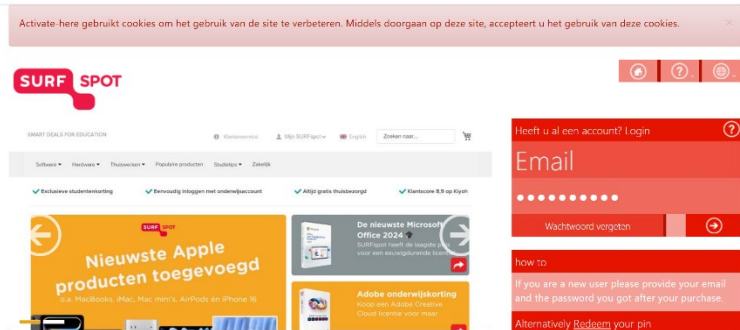 Activate-here gebruikt cookies om het gebruik van de site te verbeteren. Middels doorgaan op deze site, accepteert u het gebruik van deze cookies.
SURF SPOT
SMART DEALS FOR EDUCATION
Klantenservice
Mijn SURFspot
English
Zoeken naar...
Software
Hardware
Thuiswerken
Populaire producten
Studietips
Zakelijk
Exclusieve studentenkorting
Eenvoudig inloggen met onderwijsaccount
Altijd gratis thuisbezorgd
Klantscore 8,9 op Kiyoh
SURF SPOT
Nieuwste Apple
producten toegevoegd
o.a. MacBooks, iMac, Mac mini's, AirPods én iPhone 16
De nieuwste Microsoft
Office 2024
SURFspot heeft de laagste prijs
voor een eeuwigdurende licentie
Adobe onderwijskorting
Koop een Adobe Creative
Cloud licentie voor maar
Heeft u al een account? Login
Email
Wachtwoord vergeten
how to
If you are a new user please provide your email
and the password you got after your purchase.
Alternatively Redeem your pin